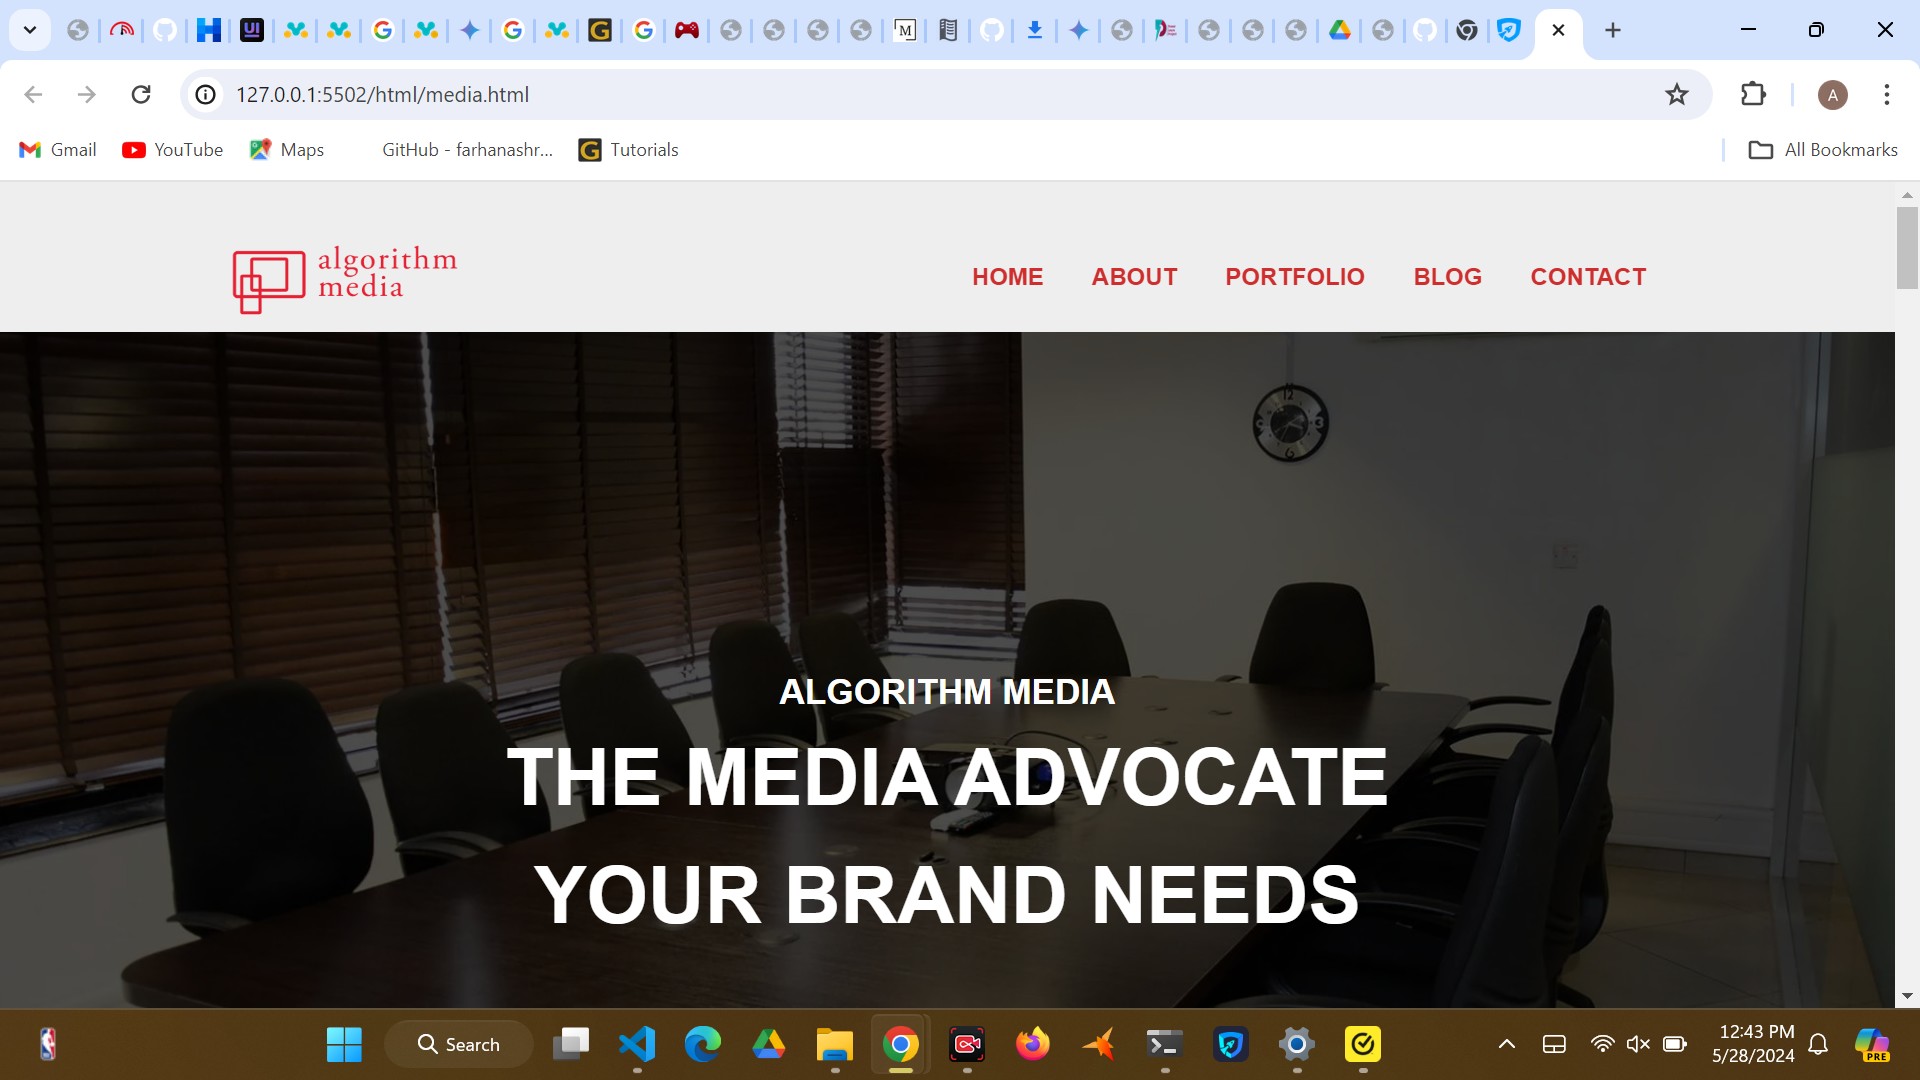 127.0.0.1:5502/html/media.html
A
Gmail
YouTube
Maps
GitHub - farhanashr...
Tutorials
All Bookmarks
algorithm
media
HOME ABOUT PORTFOLIO BLOG CONTACT
ALGORITHM MEDIA
THE MEDIA ADVOCATE
YOUR BRAND NEEDS
Search
12:43 PM
5/28/2024
PRE